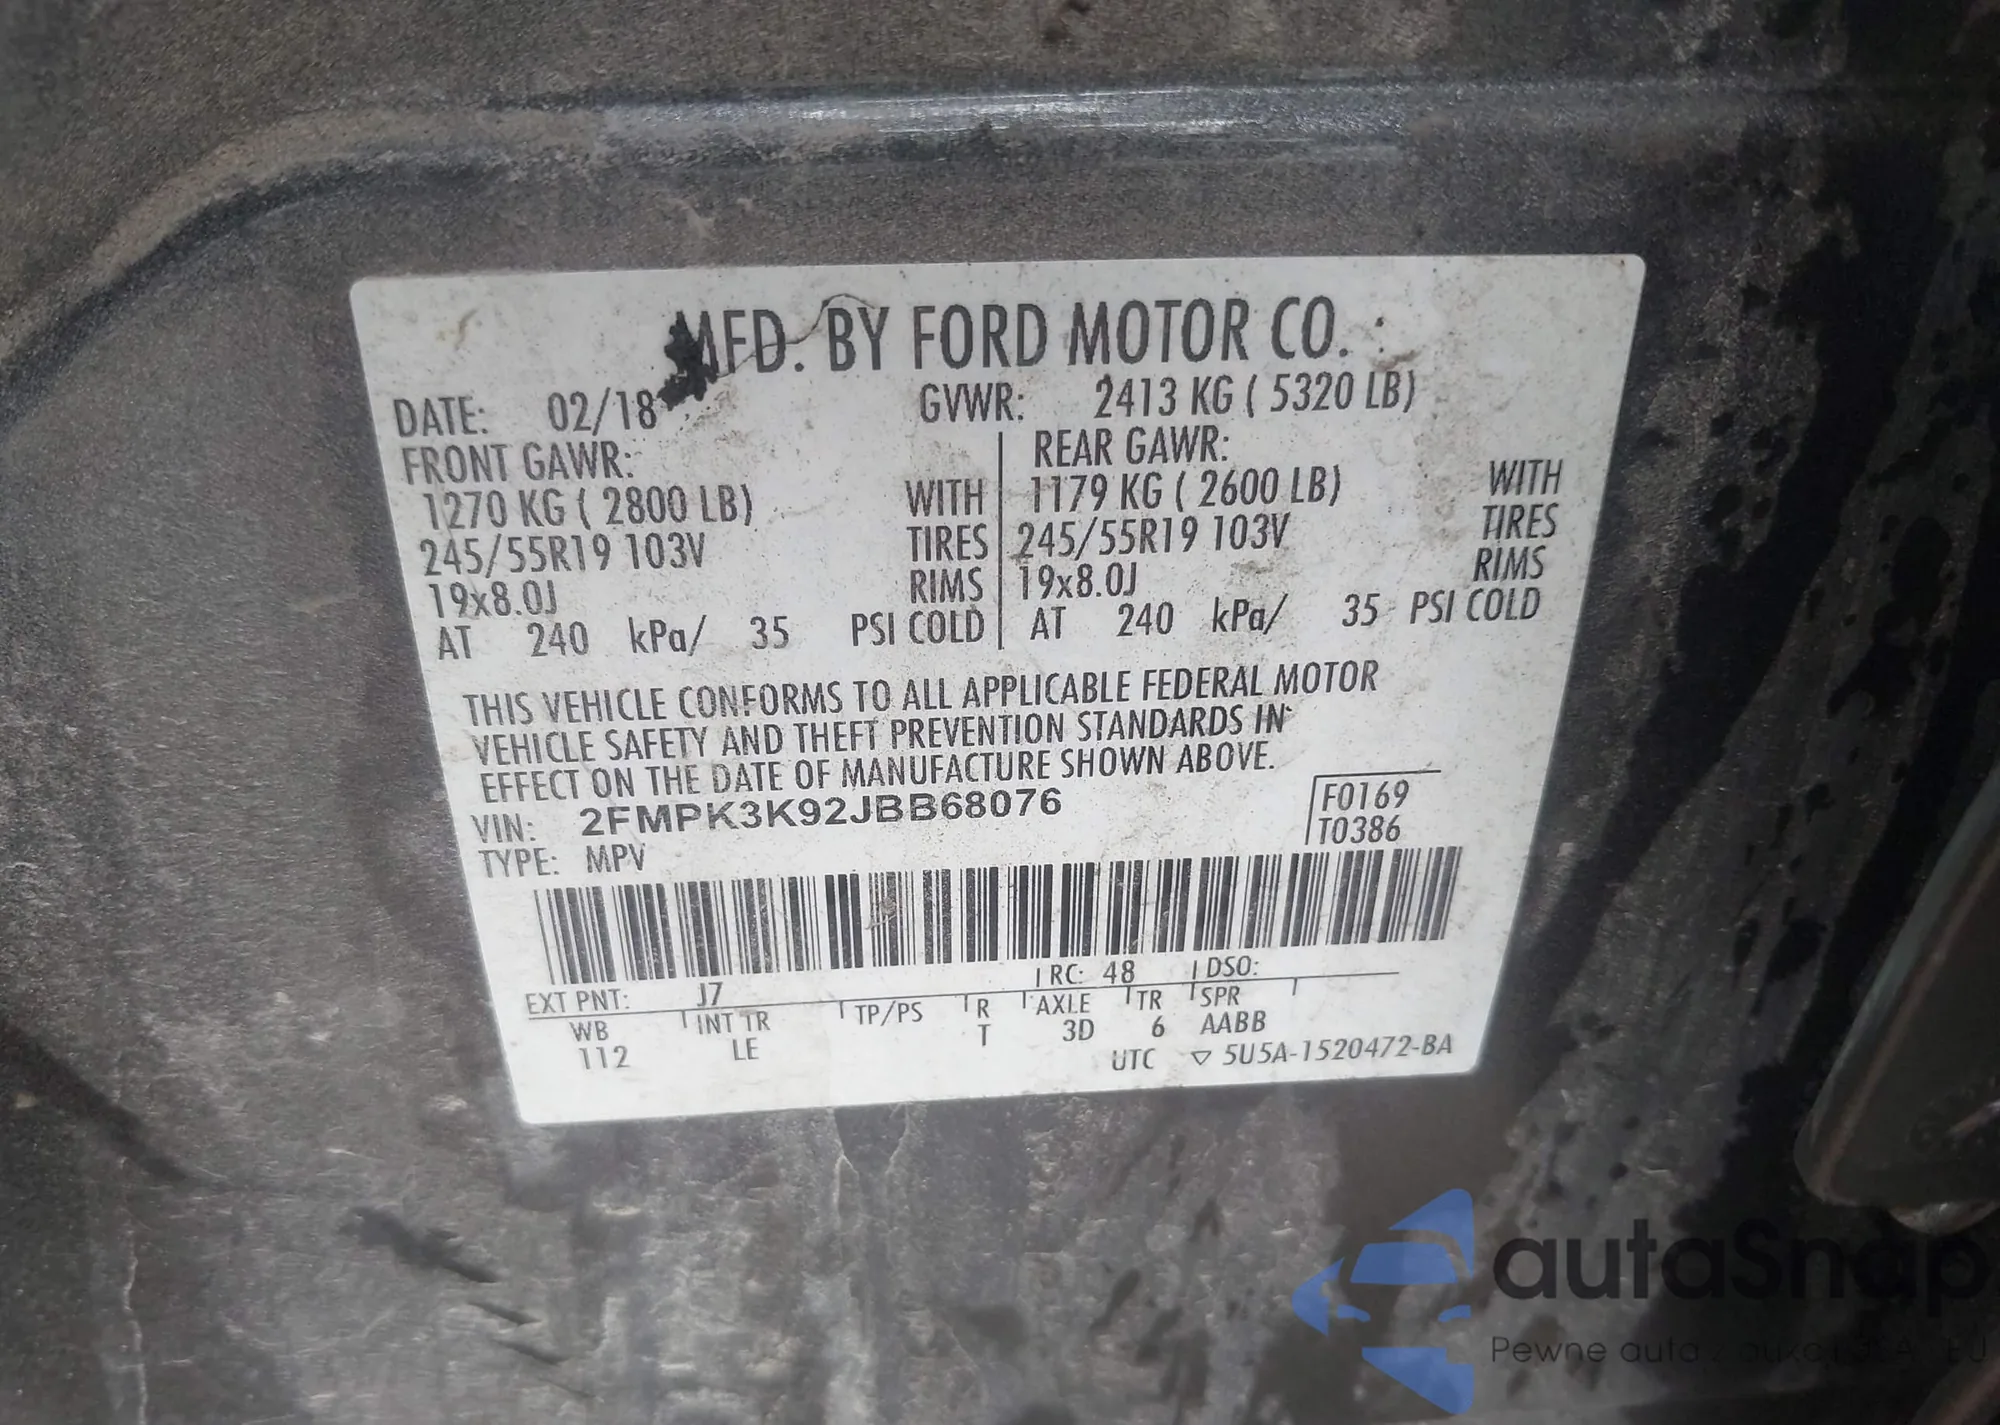 MFD. BY FORD MOTOR CO.
DATE: 02/18 GVWR: 2413 KG ( 5320 LB)
FRONT GAWR: REAR GAWR:
1270 KG ( 2800 LB) WITH 1179 KG ( 2600 LB) WITH
245/55R19 103V TIRES 245/55R19 103V TIRES
19x8.0J RIMS 19x8.0J RIMS
AT 240 kPa/ 35 PSI COLD AT 240 kPa/ 35 PSI COLD
THIS VEHICLE CONFORMS TO ALL APPLICABLE FEDERAL MOTOR
VEHICLE SAFETY AND THEFT PREVENTION STANDARDS IN
EFFECT ON THE DATE OF MANUFACTURE SHOWN ABOVE.
VIN: 2FMPK3K92JBB68076 F0169
TYPE: MPV T0386
EXT PNT: J7 RC: 48 DSO:
WB INT TR TP/PS R AXLE TR SPR
112 LE T 3D 6 AABB
UTC ▽ 5U5A-1520472-BA
autaSnap
Pewne auta z